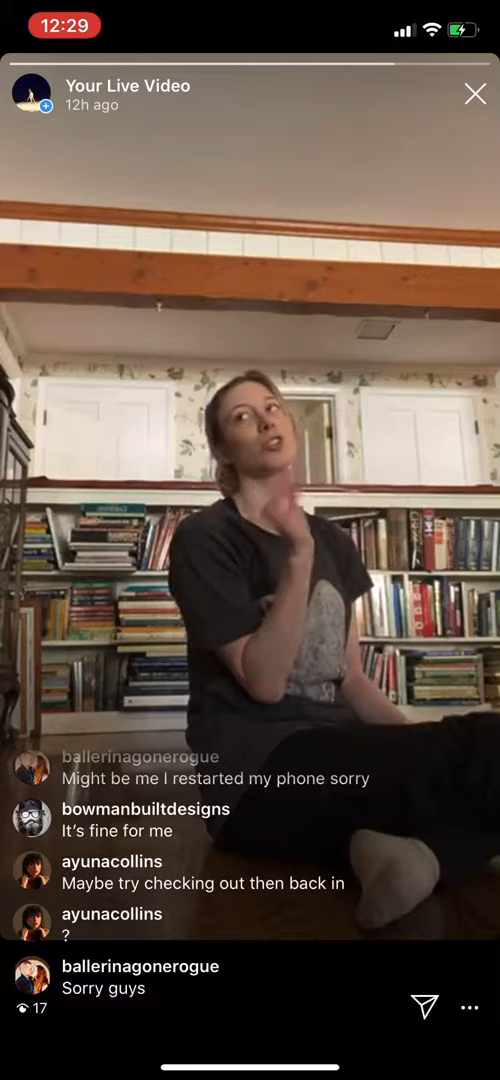 12:29
Your Live Video
12h ago
ballerinagonerogue
Might be me I restarted my phone sorry
bowmanbuiltdesigns
It's fine for me
ayunacollins
Maybe try checking out then back in
ayunacollins
?
ballerinagonerogue
Sorry guys
17